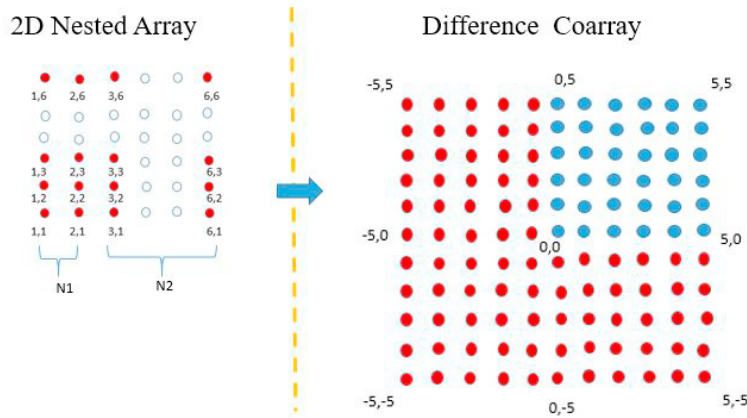 2D Nested Array
Difference Coarray
-5,5
0,5
5,5
1,6 2,6 3,6 6,6
1,3 2,3 3,3 6,3
1,2 2,2 3,2 6,2
1,1 2,1 3,1 6,1
N1
N2
-5,0
0,0
5,0
-5,-5
0,-5
5,-5